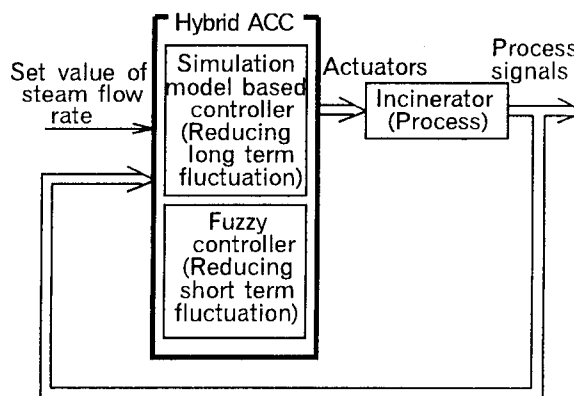 Hybrid ACC
Set value of
steam flow
rate
Simulation
model based
controller
(Reducing
long term
fluctuation)
Fuzzy
controller
(Reducing
short term
fluctuation)
Actuators
Incinerator
(Process)
Process
signals